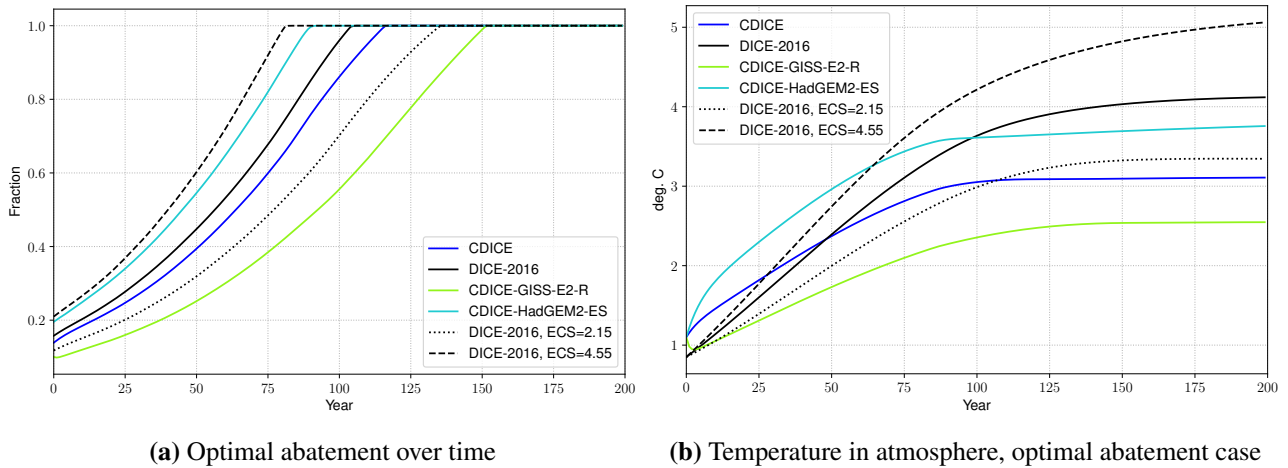 1.0
0.8
0.6
0.4
0.2
Fraction
0
25
50
75
100
125
150
175
200
Year
CDICE
DICE-2016
CDICE-GISS-E2-R
CDICE-HadGEM2-ES
DICE-2016, ECS=2.15
DICE-2016, ECS=4.55
(a) Optimal abatement over time
5
4
3
2
1
deg. C
CDICE
DICE-2016
CDICE-GISS-E2-R
CDICE-HadGEM2-ES
DICE-2016, ECS=2.15
DICE-2016, ECS=4.55
0
25
50
75
100
125
150
175
200
Year
(b) Temperature in atmosphere, optimal abatement case